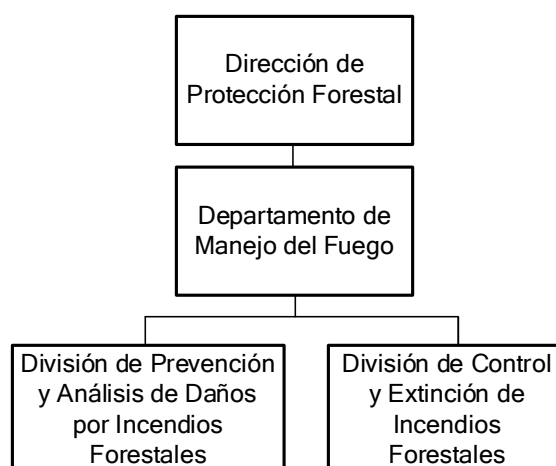 Dirección de
Protección Forestal
Departamento de
Manejo del Fuego
División de Prevención
y Análisis de Daños
por Incendios
Forestales
División de Control
y Extinción de
Incendios
Forestales